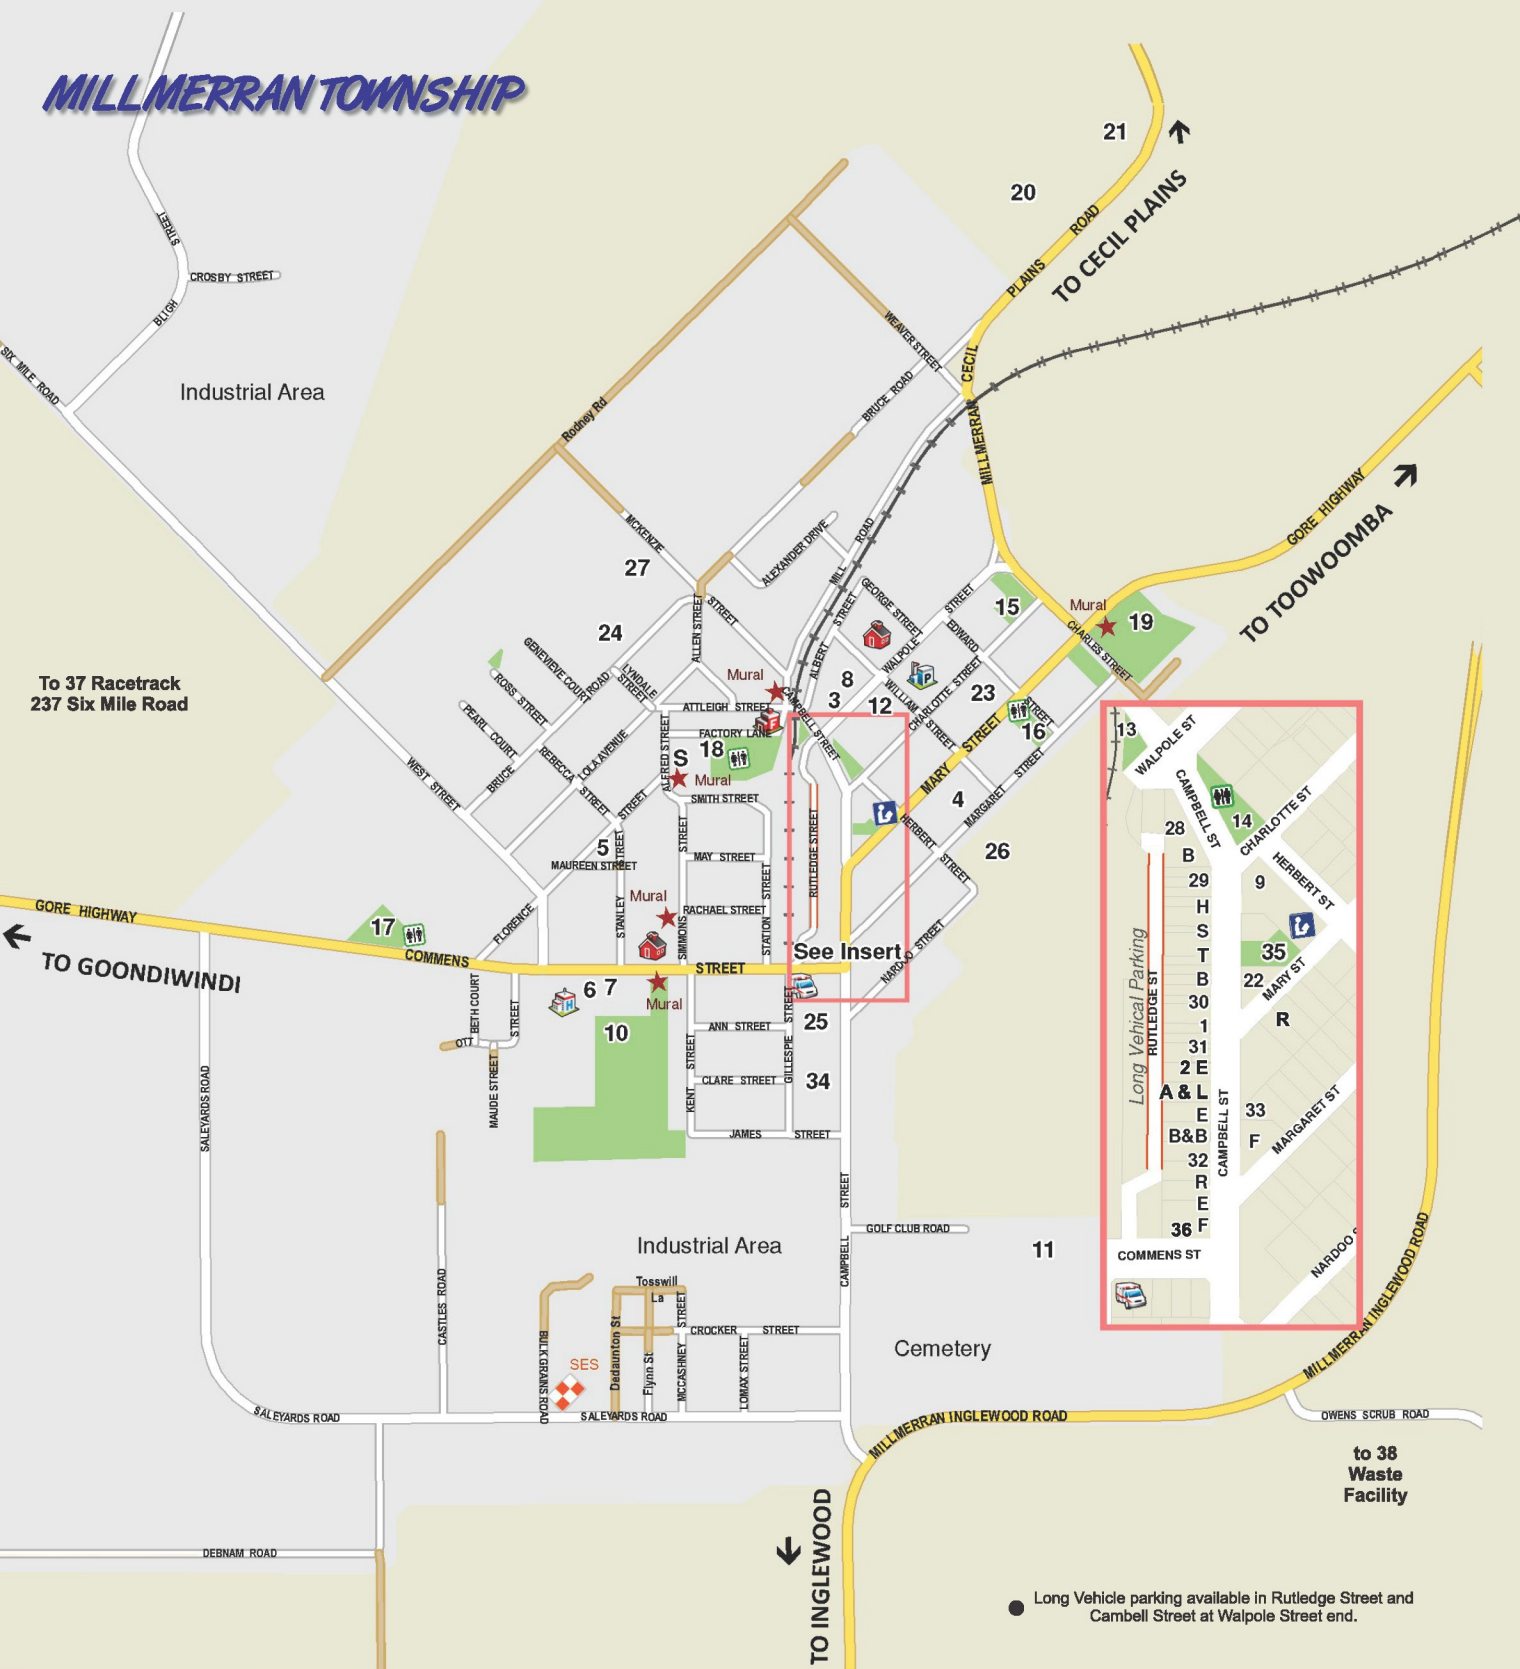 MILLMERRAN TOWNSHIP
21
20
TO CECIL PLAINS
PLAINS
ROAD
CECIL
MILLMERRAN
STREET
CROSBY STREET
BLIGH
SIX MILE ROAD
Industrial Area
WEAVER STREET
BRUCE ROAD
Rodney Rd
GORE HIGHWAY
TO TOOWOOMBA
MCKENZIE
STREET
ALEXANDER DRIVE
MILL
ROAD
27
24
ALLEN STREET
GEORGE STREET
ALBERT
STREET
WALPOLE
STREET
EDWARD
STREET
15
Mural
19
CHARLES STREET
GENEVIEVE COURT
LYNDALE
STREET
ROSS STREET
PEARL COURT
BRUCE
ROAD
To 37 Racetrack
237 Six Mile Road
Mural
ATTLEIGH STREET
FACTORY LANE
F
CAMPBELL STREET
8
3
12
P
WILLIAM
STREET
CHARLOTTE STREET
23
16
MARY
STREET
WEST STREET
REBECCA
STREET
LOLA AVENUE
ALFRED STREET
S
18
Mural
SMITH STREET
RUTLEDGE STREET
4
MARGARET
STREET
HERBERT
STREET
26
5
MAUREEN STREET
STREET
STANLEY
STREET
MAY STREET
STREET
SIMMONS
RACHAEL STREET
STATION
STREET
Mural
FLORENCE
GORE HIGHWAY
17
COMMENS
STREET
See Insert
NARDOO STREET
TO GOONDIWINDI
H
6 7
Mural
10
BETH COURT
STREET
OTT
MAUDE STREET
ANN STREET
CLARE STREET
JAMES STREET
KENT
STREET
GILLESPIE
STREET
25
34
SALEYARDS ROAD
CASTLES ROAD
Industrial Area
STREET
CAMPBELL
GOLF CLUB ROAD
11
Tosswill
La
CROCKER STREET
BULK GRAINS ROAD
SES
Dedaunton St
Flynn St
MCCASHNEY
STREET
LOMAX STREET
Cemetery
SALEYARDS ROAD
SALEYARDS ROAD
MILLMERRAN INGLEWOOD ROAD
MILLMERRAN INGLEWOOD ROAD
OWENS SCRUB ROAD
to 38
Waste
Facility
TO INGLEWOOD
DEBNAM ROAD
Long Vehicle parking available in Rutledge Street and
Cambell Street at Walpole Street end.
13
WALPOLE ST
CAMPBELL ST
14
CHARLOTTE ST
28
B
HERBERT ST
29
9
H
S
35
T
B
22
MARY ST
30
1
R
31
2 E
A & L
E
33
B&B
F
MARGARET ST
32
R
E
36 F
Long Vehical Parking
RUTLEDGE ST
CAMPBELL ST
COMMENS ST
NARDOO